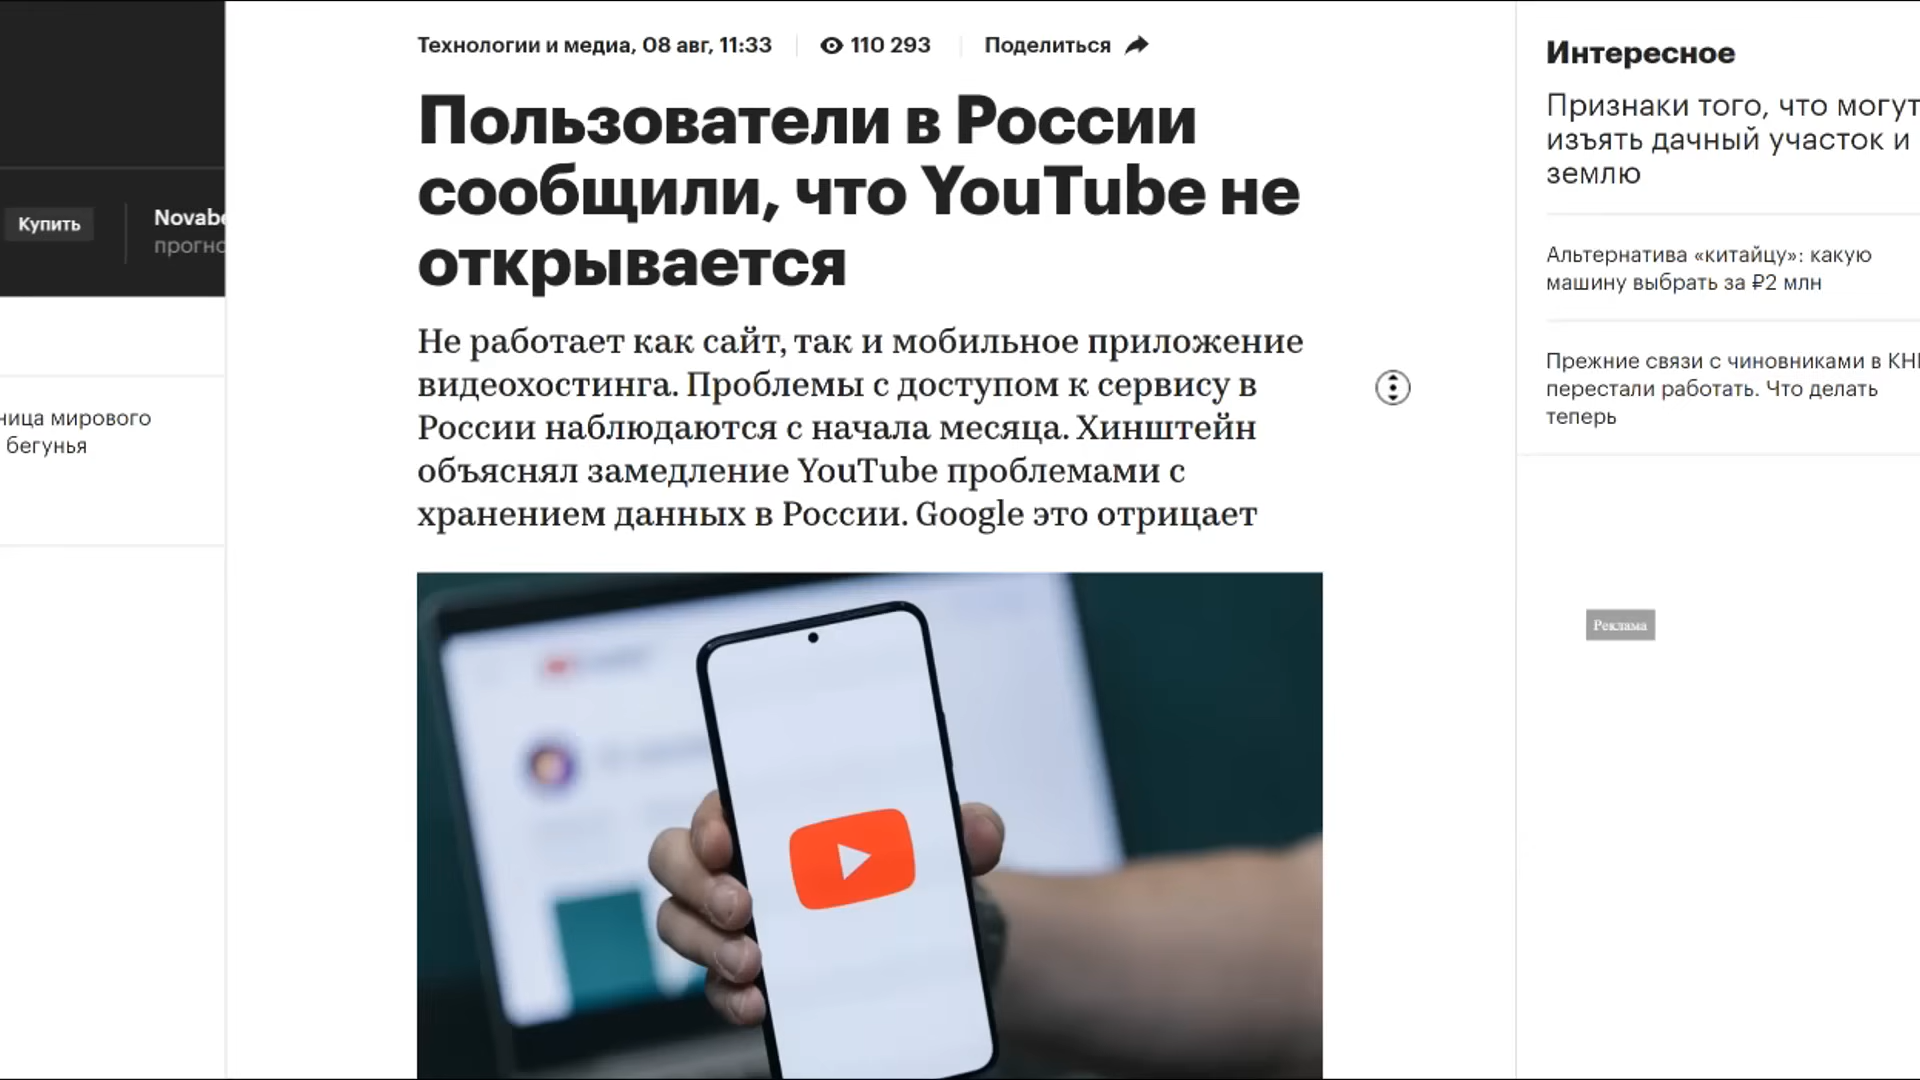 Технологии и медиа, 08 авг, 11:33
110 293
Поделиться
Пользователи в России
сообщили, что YouTube не
открывается
Не работает как сайт, так и мобильное приложение
видеохостинга. Проблемы с доступом к сервису в
России наблюдаются с начала месяца. Хинштейн
объяснял замедление YouTube проблемами с
хранением данных в России. Google это отрицает
Купить
Novabe
прогно
ница мирового
бегунья
Интересное
Признаки того, что могут
изъять дачный участок и
землю
Альтернатива «китайцу»: какую
машину выбрать за ₽2 млн
Прежние связи с чиновниками в КН
перестали работать. Что делать
теперь
Реклама